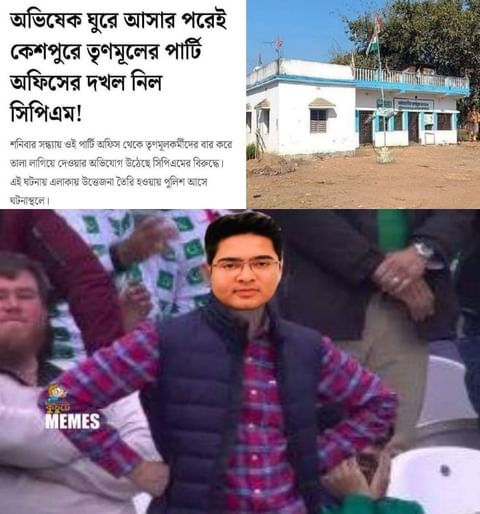 অভিষেক ঘুরে আসার পরেই
কেশপুরে তৃণমূলের পার্টি
অফিসের দখল নিল
সিপিএম!
শনিবার সন্ধ্যায় ওই পার্টি অফিস থেকে তৃণমূলকর্মীদের বার করে
তালা লাগিয়ে দেওয়ার অভিযোগ উঠেছে সিপিএমের বিরুদ্ধে।
এই ঘটনায় এলাকায় উত্তেজনা তৈরি হওয়ায় পুলিশ আসে
ঘটনাস্থলে।
MEMES